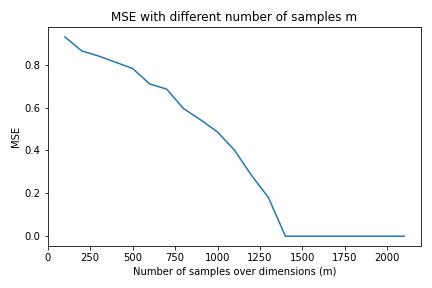 MSE with different number of samples m
MSE
0.8
0.6
0.4
0.2
0.0
0 250 500 750 1000 1250 1500 1750 2000
Number of samples over dimensions (m)